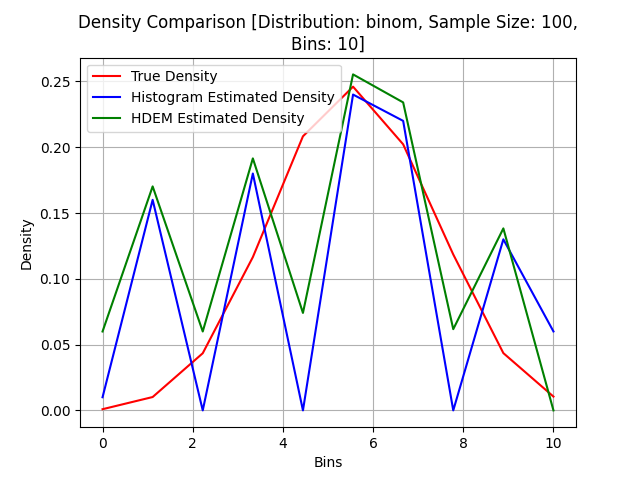 Density Comparison [Distribution: binom, Sample Size: 100,
Bins: 10]
True Density
Histogram Estimated Density
HDEM Estimated Density
0.25
0.20
0.15
0.10
0.05
0.00
Density
0 2 4 6 8 10
Bins